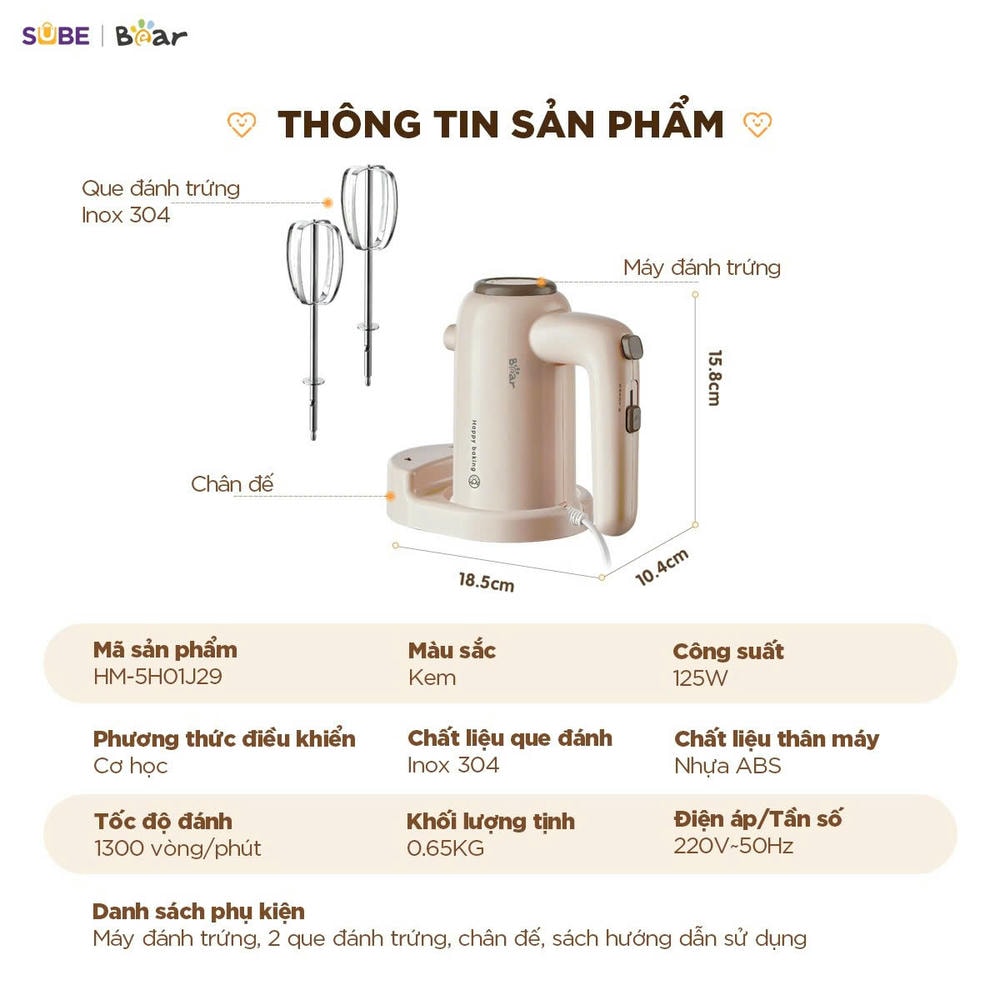 SUBE | Bear
THÔNG TIN SẢN PHẨM
Que đánh trứng
Inox 304
Máy đánh trứng
15.8cm
Bear
Happy baking
Chân đế
18.5cm
10.4cm
Mã sản phẩm
HM-5H01J29
Màu sắc
Kem
Công suất
125W
Phương thức điều khiển
Cơ học
Chất liệu que đánh
Inox 304
Chất liệu thân máy
Nhựa ABS
Tốc độ đánh
1300 vòng/phút
Khối lượng tịnh
0.65KG
Điện áp/Tần số
220V~50Hz
Danh sách phụ kiện
Máy đánh trứng, 2 que đánh trứng, chân đế, sách hướng dẫn sử dụng